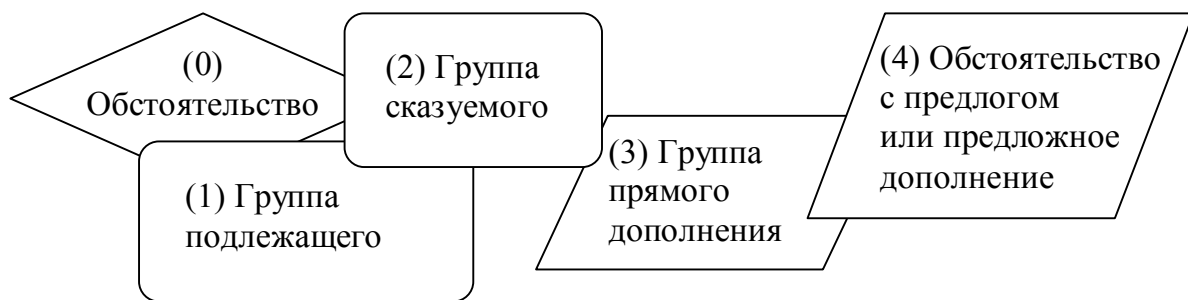 (0)
Обстоятельство
(1) Группа
подлежащего
(2) Группа
сказуемого
(3) Группа
прямого
дополнения
(4) Обстоятельство
с предлогом
или предложное
дополнение